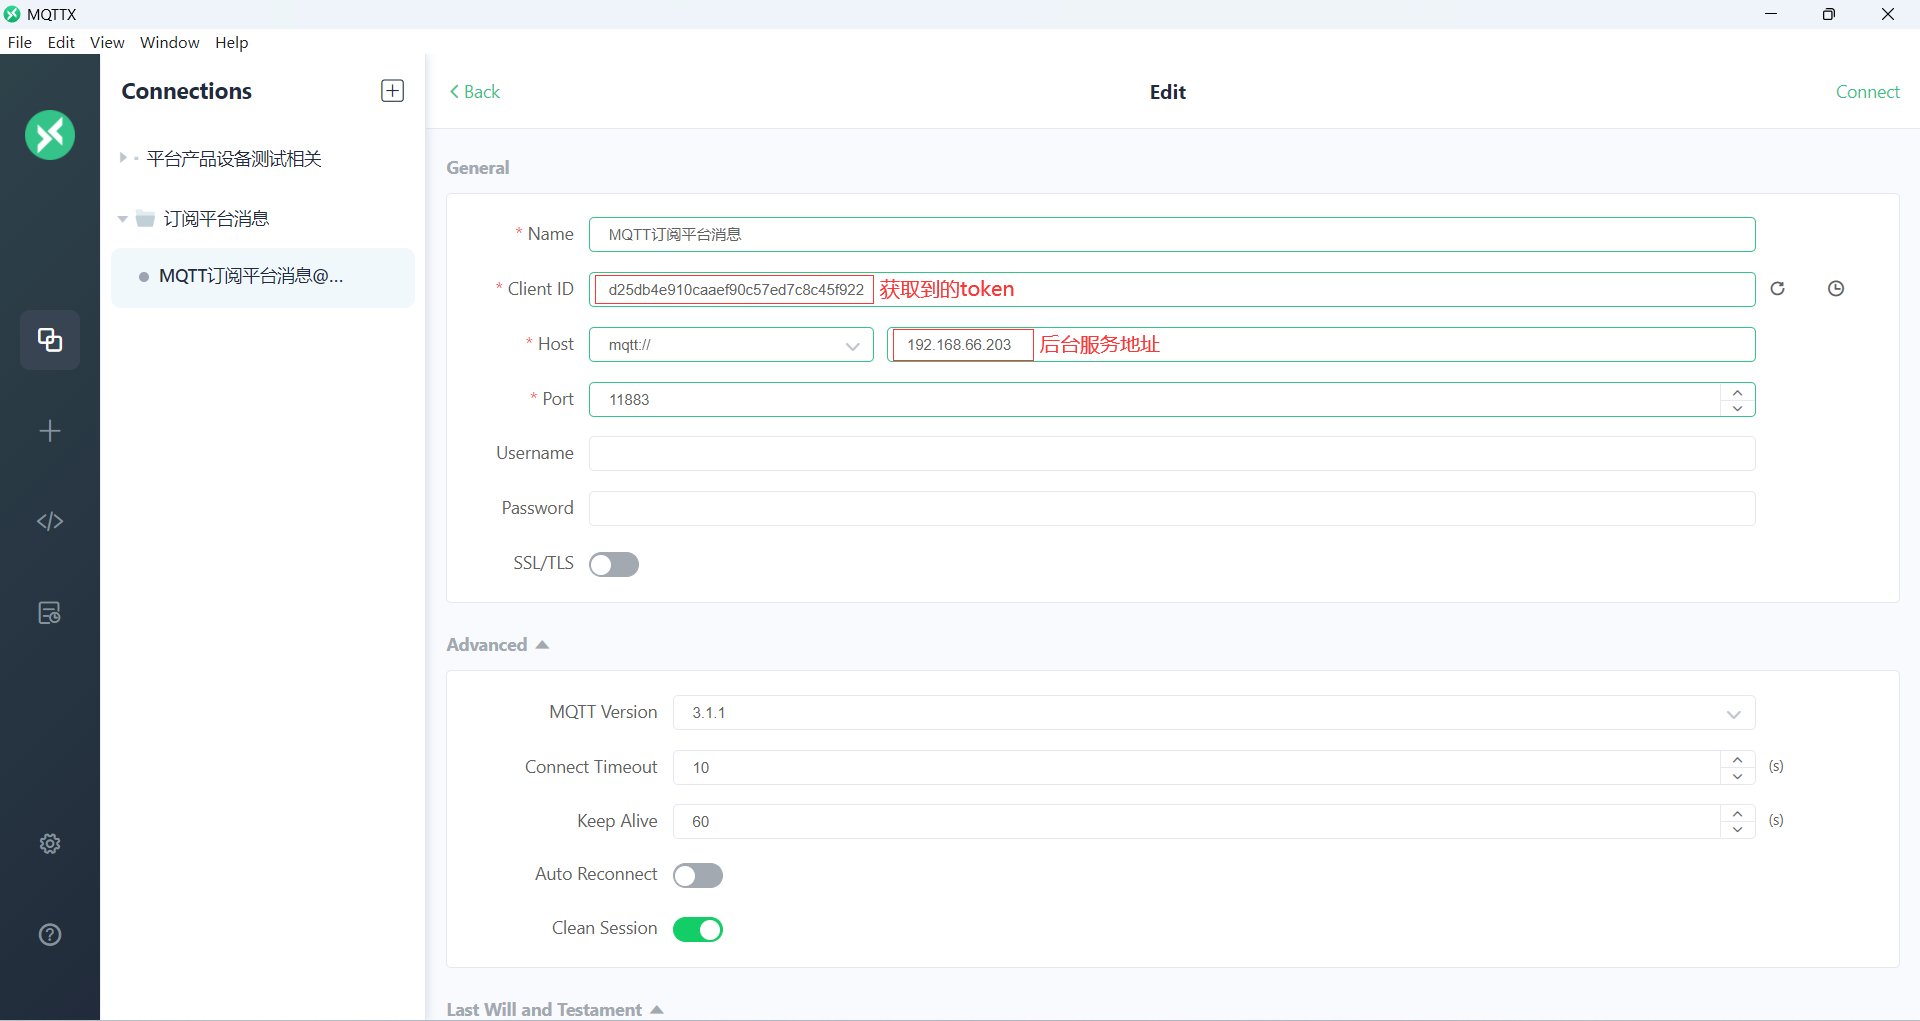 MQTTX
File Edit View Window Help
Connections
平台产品设备测试相关
订阅平台消息
MQTT订阅平台消息@...
Back
Edit
Connect
General
* Name MQTT订阅平台消息
* Client ID d25db4e910caaef90c57ed7c8c45f922 获取到的token
* Host mqtt:// 192.168.66.203 后台服务地址
* Port 11883
Username
Password
SSL/TLS
Advanced
MQTT Version 3.1.1
Connect Timeout 10 (s)
Keep Alive 60 (s)
Auto Reconnect
Clean Session
Last Will and Testament